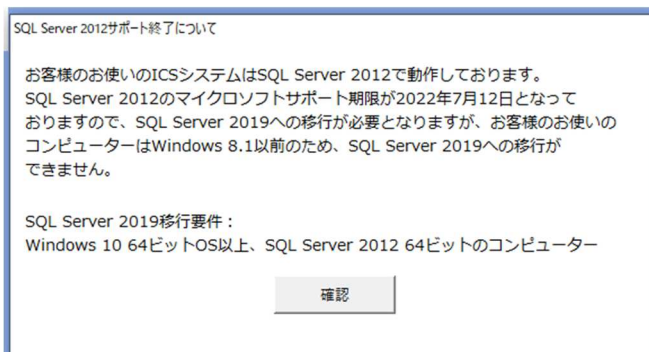 SQL Server 2012サポート終了について
お客様のお使いのICSシステムはSQL Server 2012で動作しております。
SQL Server 2012のマイクロソフトサポート期限が2022年7月12日となって
おりますので、SQL Server 2019への移行が必要となりますが、お客様のお使いの
コンピューターはWindows 8.1以前のため、SQL Server 2019への移行が
できません。
SQL Server 2019移行要件：
Windows 10 64ビットOS以上、SQL Server 2012 64ビットのコンピューター
確認